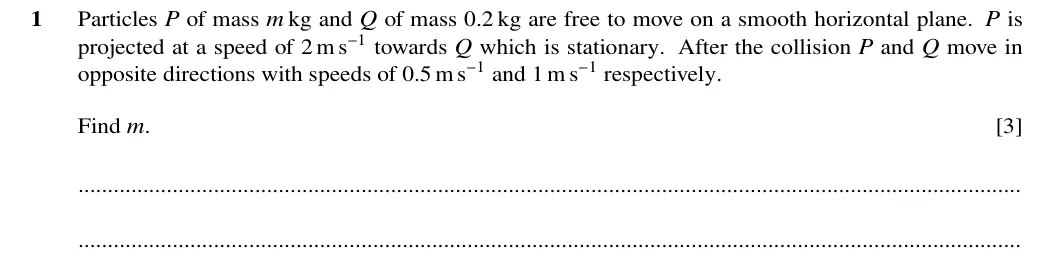 1 Particles P of mass m kg and Q of mass 0.2 kg are free to move on a smooth horizontal plane. P is
projected at a speed of 2 m s⁻¹ towards Q which is stationary. After the collision P and Q move in
opposite directions with speeds of 0.5 m s⁻¹ and 1 m s⁻¹ respectively.
Find m. [3]